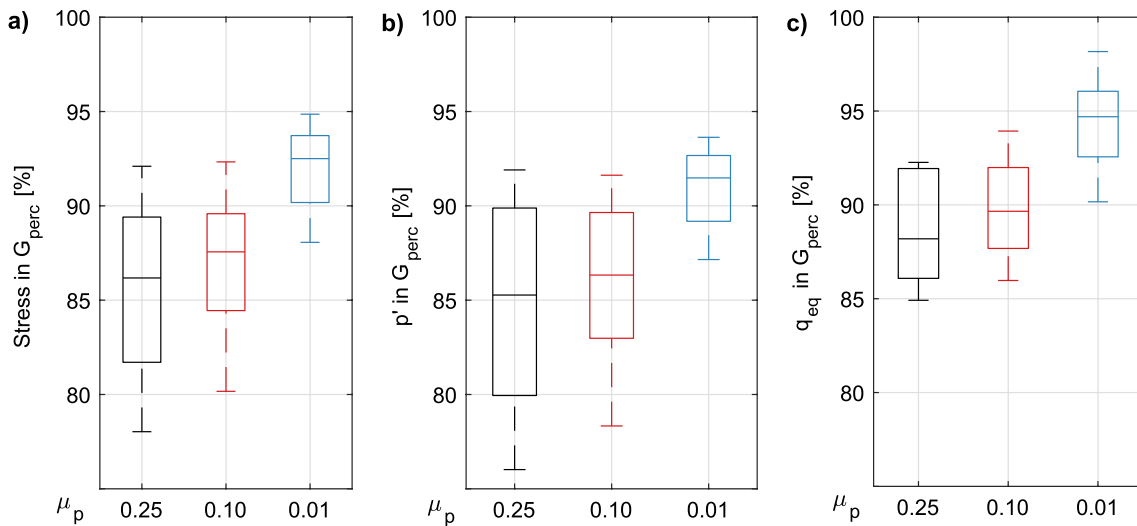 a)
100
95
90
85
80
Stress in G_perc [%]
μ_p 0.25 0.10 0.01
b)
100
95
90
85
80
p' in G_perc [%]
μ_p 0.25 0.10 0.01
c)
100
95
90
85
80
q_eq in G_perc [%]
μ_p 0.25 0.10 0.01